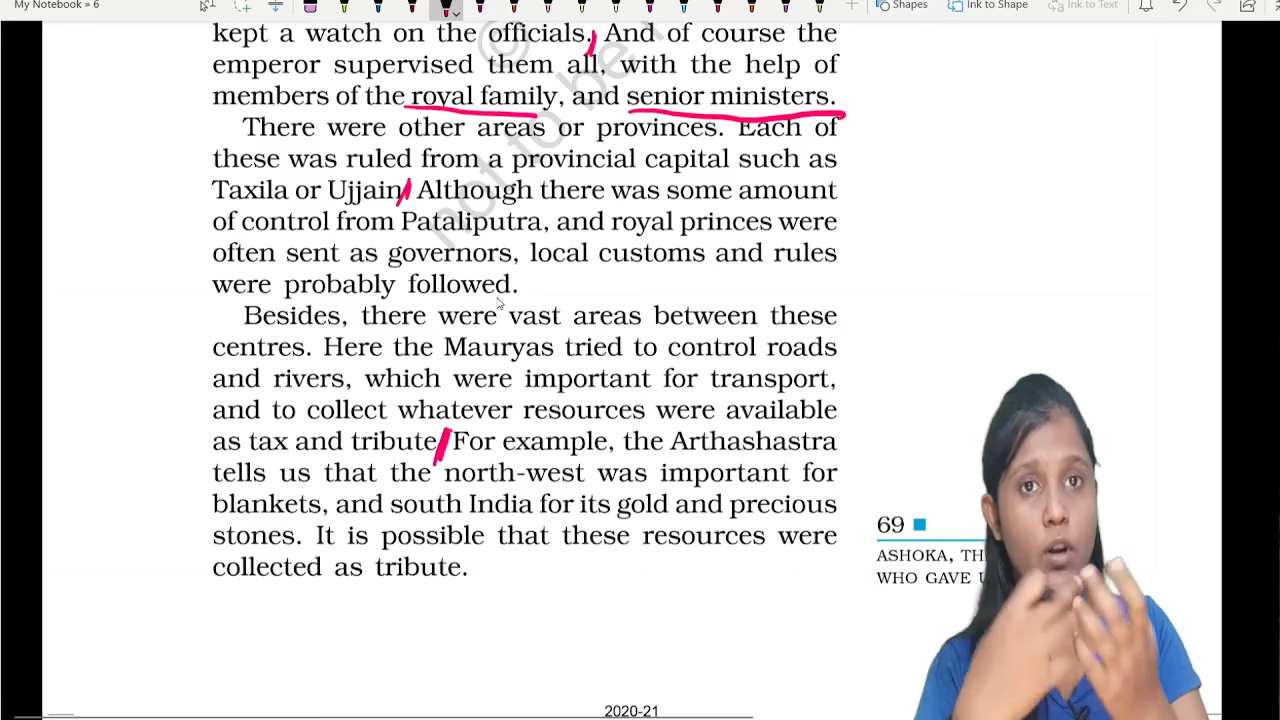 My Notebook » 6
Shapes
Ink to Shape
Ink to Text
kept a watch on the officials. And of course the
emperor supervised them all, with the help of
members of the royal family, and senior ministers.
There were other areas or provinces. Each of
these was ruled from a provincial capital such as
Taxila or Ujjain. Although there was some amount
of control from Pataliputra, and royal princes were
often sent as governors, local customs and rules
were probably followed.
Besides, there were vast areas between these
centres. Here the Mauryas tried to control roads
and rivers, which were important for transport,
and to collect whatever resources were available
as tax and tribute. For example, the Arthashastra
tells us that the north-west was important for
blankets, and south India for its gold and precious
stones. It is possible that these resources were
collected as tribute.
not to be
©
69
ASHOKA, TH
WHO GAVE U
2020-21